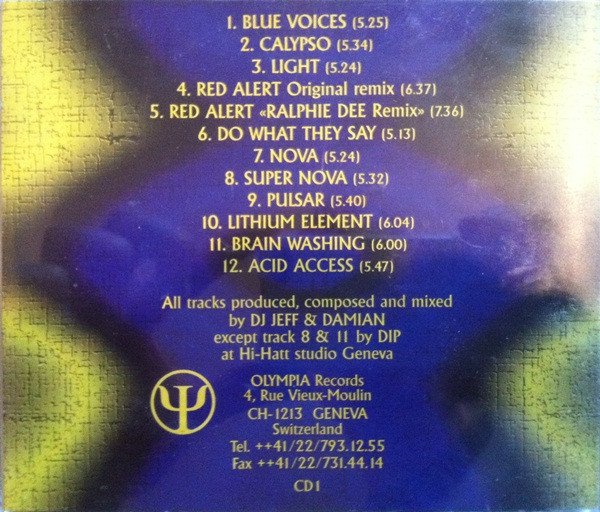 1. BLUE VOICES (5.25)
2. CALYPSO (5.34)
3. LIGHT (5.24)
4. RED ALERT Original remix (6.37)
5. RED ALERT «RALPHIE DEE Remix» (7.36)
6. DO WHAT THEY SAY (5.13)
7. NOVA (5.24)
8. SUPER NOVA (5.32)
9. PULSAR (5.40)
10. LITHIUM ELEMENT (6.04)
11. BRAIN WASHING (6.00)
12. ACID ACCESS (5.47)
All tracks produced, composed and mixed
by DJ JEFF & DAMIAN
except track 8 & 11 by DIP
at Hi-Hatt studio Geneva
Ψ
OLYMPIA Records
4, Rue Vieux-Moulin
CH-1213 GENEVA
Switzerland
Tel. ++41/22/793.12.55
Fax ++41/22/731.44.14
CD1